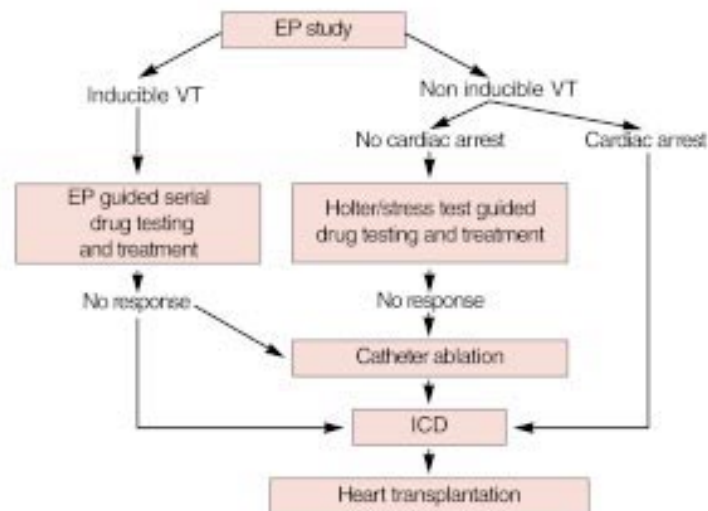 EP study
Inducible VT
Non inducible VT
No cardiac arrest
Cardiac arrest
EP guided serial
drug testing
and treatment
Holter/stress test guided
drug testing and treatment
No response
No response
Catheter ablation
ICD
Heart transplantation